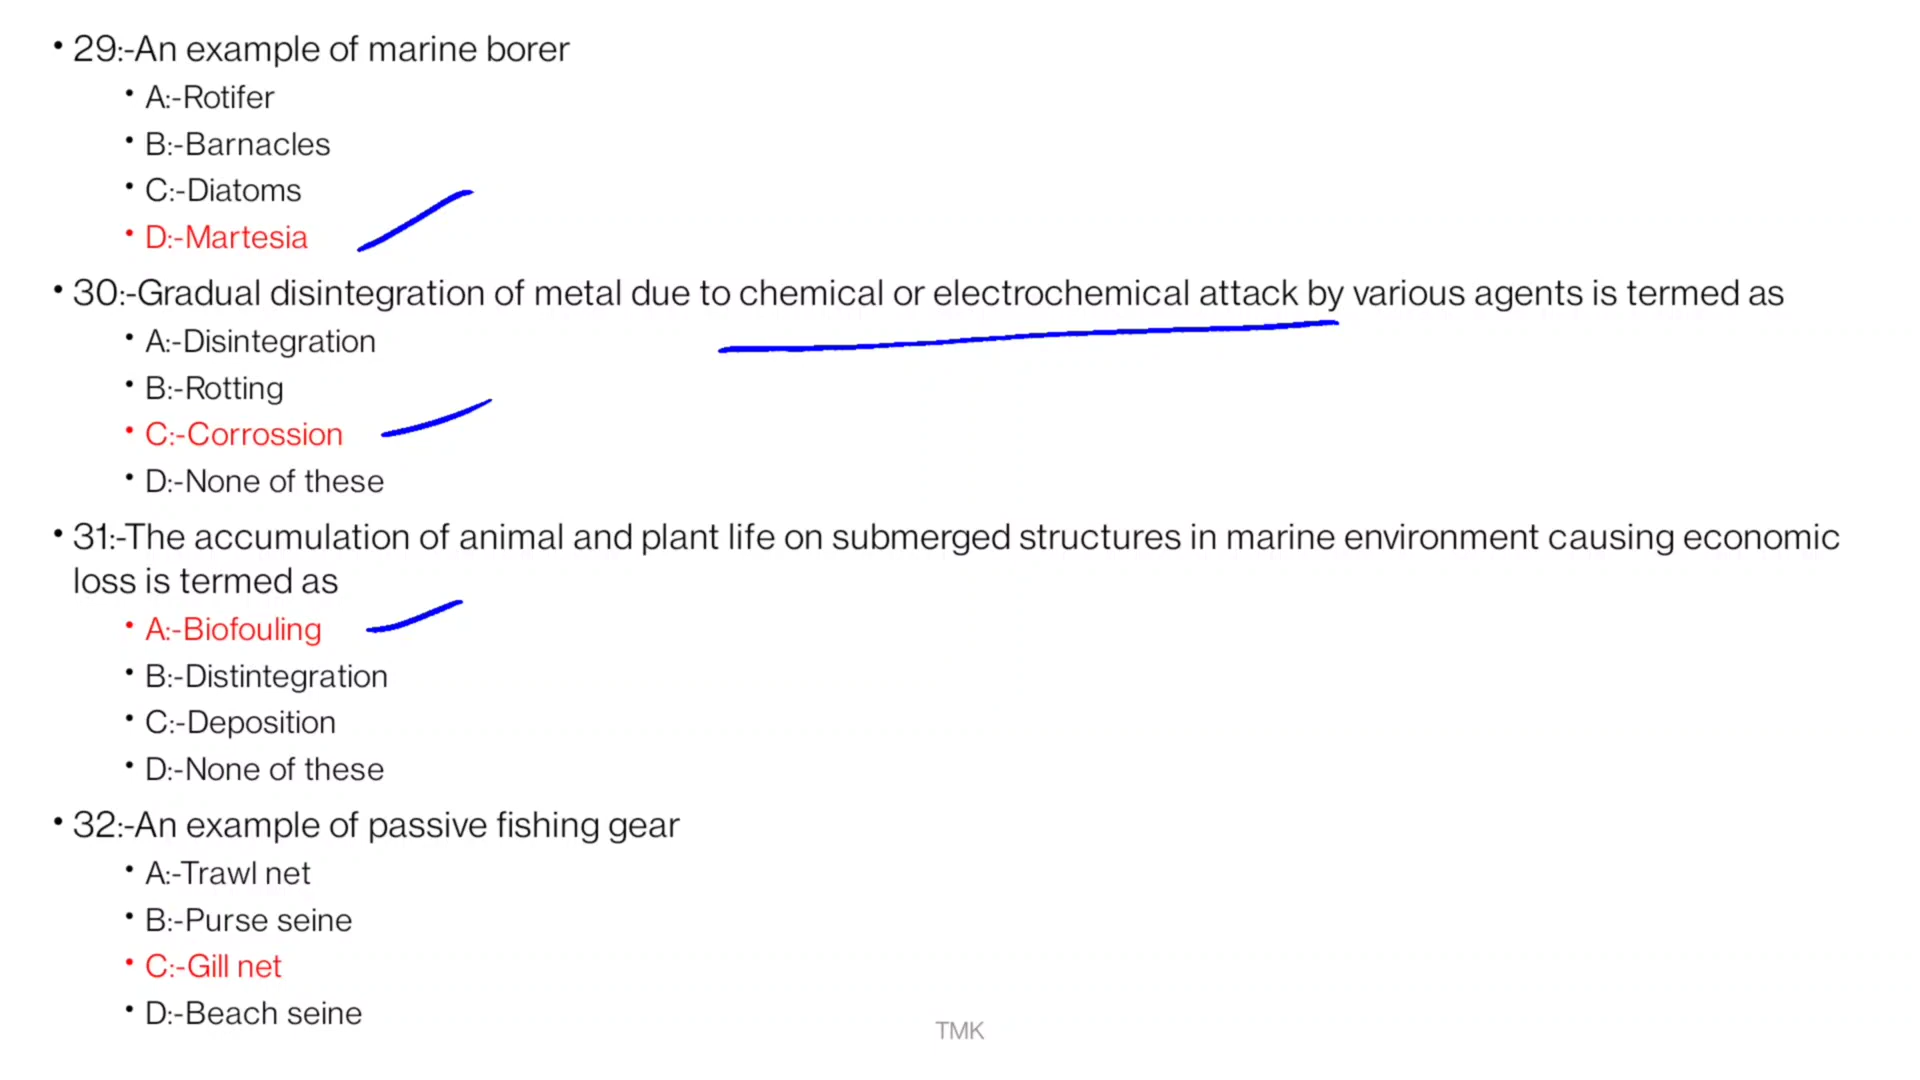 • 29:-An example of marine borer
• A:-Rotifer
• B:-Barnacles
• C:-Diatoms
• D:-Martesia
• 30:-Gradual disintegration of metal due to chemical or electrochemical attack by various agents is termed as
• A:-Disintegration
• B:-Rotting
• C:-Corrossion
• D:-None of these
• 31:-The accumulation of animal and plant life on submerged structures in marine environment causing economic
loss is termed as
• A:-Biofouling
• B:-Distintegration
• C:-Deposition
• D:-None of these
• 32:-An example of passive fishing gear
• A:-Trawl net
• B:-Purse seine
• C:-Gill net
• D:-Beach seine
TMK